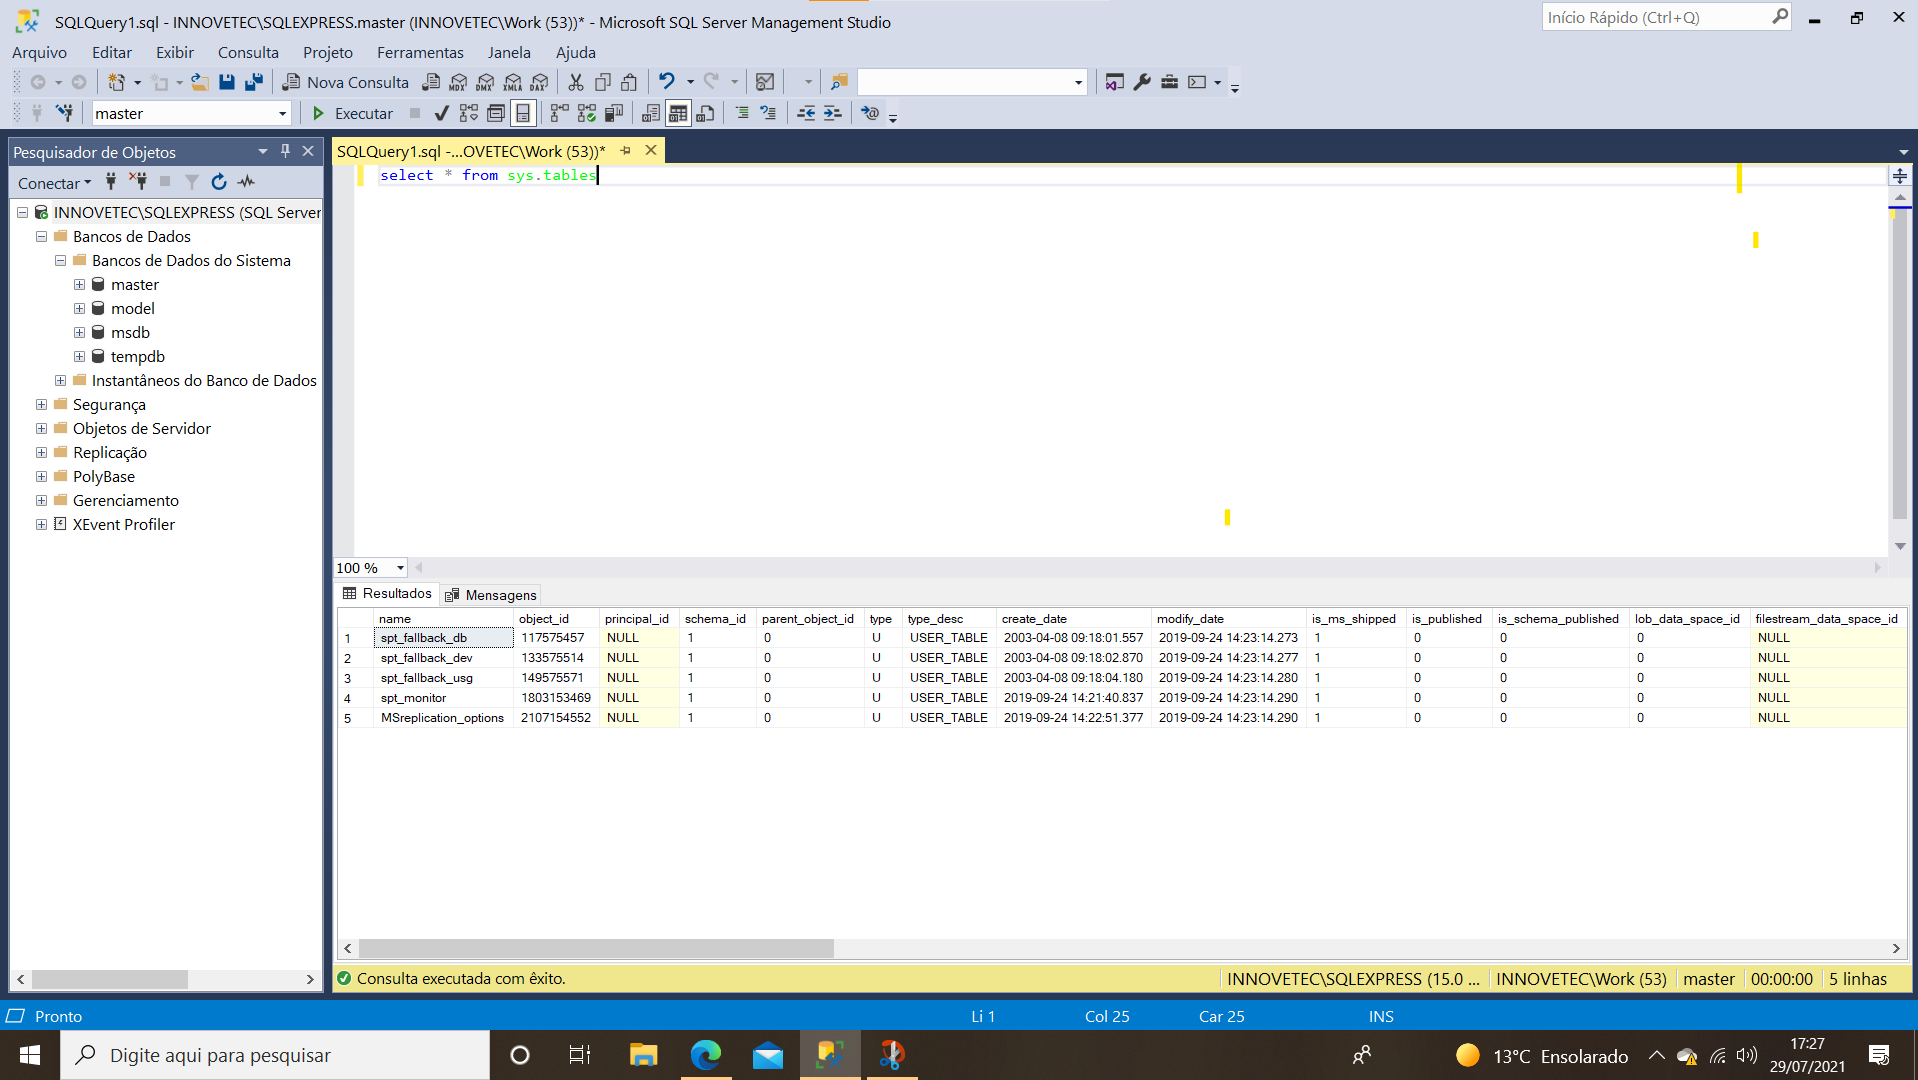 SQLQuery1.sql - INNOVETEC\SQLEXPRESS.master (INNOVETEC\Work (53))* - Microsoft SQL Server Management Studio
Início Rápido (Ctrl+Q)
Arquivo Editar Exibir Consulta Projeto Ferramentas Janela Ajuda
Nova Consulta MDX DMX XMLA DAX
master Executar
Pesquisador de Objetos
SQLQuery1.sql -...OVETEC\Work (53))*
Conectar
select * from sys.tables
INNOVETEC\SQLEXPRESS (SQL Server
Bancos de Dados
Bancos de Dados do Sistema
master
model
msdb
tempdb
Instantâneos do Banco de Dados
Segurança
Objetos de Servidor
Replicação
PolyBase
Gerenciamento
XEvent Profiler
100 %
Resultados Mensagens
name object_id principal_id schema_id parent_object_id type type_desc create_date modify_date is_ms_shipped is_published is_schema_published lob_data_space_id filestream_data_space_id
1 spt_fallback_db 117575457 NULL 1 0 U USER_TABLE 2003-04-08 09:18:01.557 2019-09-24 14:23:14.273 1 0 0 0 NULL
2 spt_fallback_dev 133575514 NULL 1 0 U USER_TABLE 2003-04-08 09:18:02.870 2019-09-24 14:23:14.277 1 0 0 0 NULL
3 spt_fallback_usg 149575571 NULL 1 0 U USER_TABLE 2003-04-08 09:18:04.180 2019-09-24 14:23:14.280 1 0 0 0 NULL
4 spt_monitor 1803153469 NULL 1 0 U USER_TABLE 2019-09-24 14:21:40.837 2019-09-24 14:23:14.290 1 0 0 0 NULL
5 MSreplication_options 2107154552 NULL 1 0 U USER_TABLE 2019-09-24 14:22:51.377 2019-09-24 14:23:14.290 1 0 0 0 NULL
Consulta executada com êxito.
INNOVETEC\SQLEXPRESS (15.0 ... INNOVETEC\Work (53) master 00:00:00 5 linhas
Pronto Li 1 Col 25 Car 25 INS
Digite aqui para pesquisar
13°C Ensolarado
17:27
29/07/2021